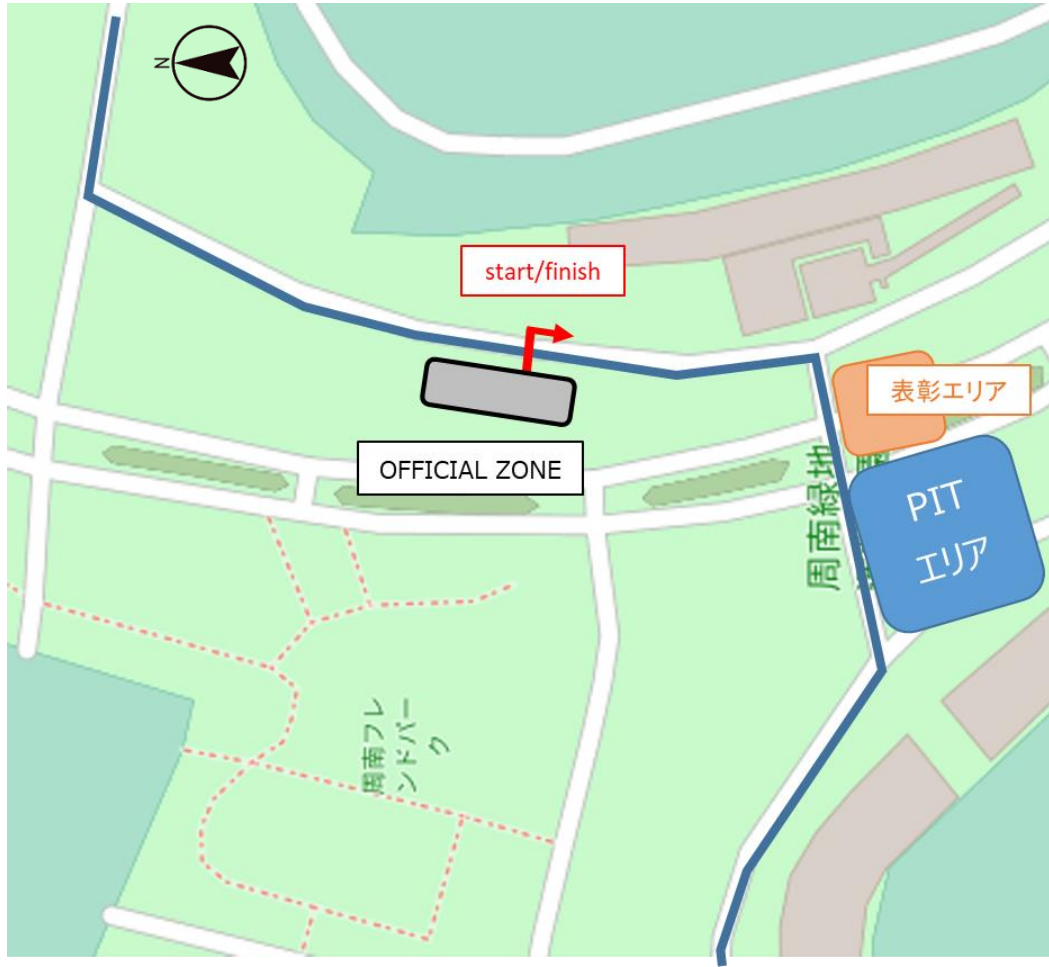 N
start/finish
表彰エリア
OFFICIAL ZONE
PIT
エリア
周南緑地
周南フレ
ンドパー
ク